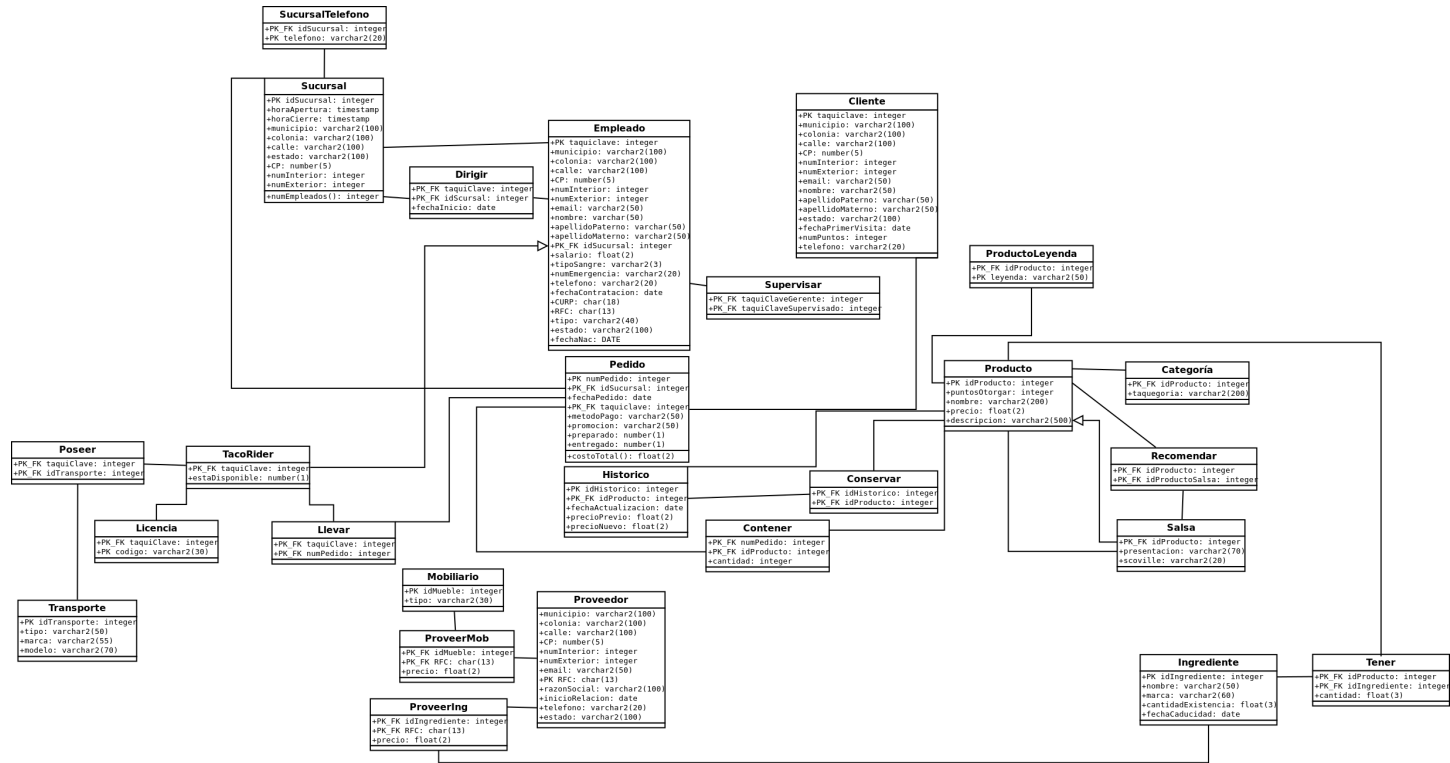 SucursalTelefono
+PK_FK idSucursal: integer
+PK telefono: varchar2(20)
Sucursal
+PK idSucursal: integer
+horaApertura: timestamp
+horaCierre: timestamp
+municipio: varchar2(100)
+colonia: varchar2(100)
+calle: varchar2(100)
+estado: varchar2(100)
+CP: number(5)
+numInterior: integer
+numExterior: integer
+numEmpleados(): integer
Dirigir
+PK_FK taquiClave: integer
+PK_FK idScursal: integer
+fechaInicio: date
Empleado
+PK taquiclave: integer
+municipio: varchar2(100)
+colonia: varchar2(100)
+calle: varchar2(100)
+CP: number(5)
+numInterior: integer
+numExterior: integer
+email: varchar2(50)
+nombre: varchar(50)
+apellidoPaterno: varchar(50)
+apellidoMaterno: varchar2(50)
+PK_FK idSucursal: integer
+salario: float(2)
+tipoSangre: varchar2(3)
+numEmergencia: varchar2(20)
+telefono: varchar2(20)
+fechaContratacion: date
+CURP: char(18)
+RFC: char(13)
+tipo: varchar2(40)
+estado: varchar2(100)
+fechaNac: DATE
Cliente
+PK taquiclave: integer
+municipio: varchar2(100)
+colonia: varchar2(100)
+calle: varchar2(100)
+CP: number(5)
+numInterior: integer
+numExterior: integer
+email: varchar2(50)
+nombre: varchar2(50)
+apellidoPaterno: varchar(50)
+apellidoMaterno: varchar2(50)
+estado: varchar2(100)
+fechaPrimerVisita: date
+numPuntos: integer
+telefono: varchar2(20)
Supervisar
+PK_FK taquiClaveGerente: integer
+PK_FK taquiClaveSupervisado: integer
ProductoLeyenda
+PK_FK idProducto: integer
+PK leyenda: varchar2(50)
Pedido
+PK numPedido: integer
+PK_FK idSucursal: integer
+fechaPedido: date
+PK_FK taquiclave: integer
+metodoPago: varchar2(50)
+promocion: varchar2(50)
+preparado: number(1)
+entregado: number(1)
+costoTotal(): float(2)
Producto
+PK idProducto: integer
+puntosOtorgar: integer
+nombre: varchar2(200)
+precio: float(2)
+descripcion: varchar2(500)
Categoría
+PK_FK idProducto: integer
+taquegoria: varchar2(200)
Poseer
+PK_FK taquiClave: integer
+PK_FK idTransporte: integer
TacoRider
+PK_FK taquiClave: integer
+estaDisponible: number(1)
Historico
+PK idHistorico: integer
+PK_FK idProducto: integer
+fechaActualizacion: date
+precioPrevio: float(2)
+precioNuevo: float(2)
Conservar
+PK_FK idHistorico: integer
+PK_FK idProducto: integer
Recomendar
+PK_FK idProducto: integer
+PK_FK idProductoSalsa: integer
Licencia
+PK_FK taquiClave: integer
+PK codigo: varchar2(30)
Llevar
+PK_FK taquiClave: integer
+PK_FK numPedido: integer
Contener
+PK_FK numPedido: integer
+PK_FK idProducto: integer
+cantidad: integer
Salsa
+PK_FK idProducto: integer
+presentacion: varchar2(70)
+scoville: varchar2(20)
Transporte
+PK idTransporte: integer
+tipo: varchar2(50)
+marca: varchar2(55)
+modelo: varchar2(70)
Mobiliario
+PK idMueble: integer
+tipo: varchar2(30)
ProveerMob
+PK_FK idMueble: integer
+PK_FK RFC: char(13)
+precio: float(2)
Proveedor
+municipio: varchar2(100)
+colonia: varchar2(100)
+calle: varchar2(100)
+CP: number(5)
+numInterior: integer
+numExterior: integer
+email: varchar2(50)
+PK RFC: char(13)
+razonSocial: varchar2(100)
+inicioRelacion: date
+telefono: varchar2(20)
+estado: varchar2(100)
ProveerIng
+PK_FK idIngrediente: integer
+PK_FK RFC: char(13)
+precio: float(2)
Ingrediente
+PK idIngrediente: integer
+nombre: varchar2(50)
+marca: varchar2(60)
+cantidadExistencia: float(3)
+fechaCaducidad: date
Tener
+PK_FK idProducto: integer
+PK_FK idIngrediente: integer
+cantidad: float(3)